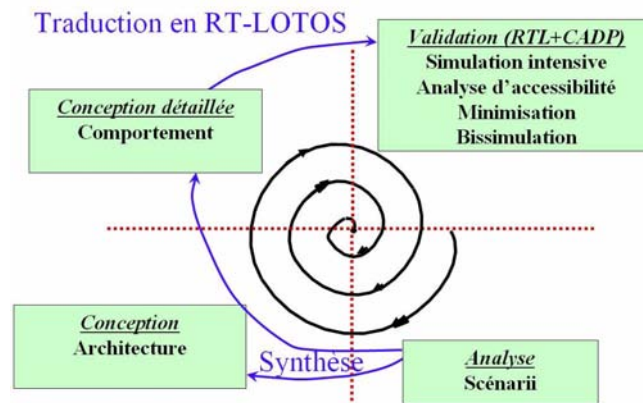 Traduction en RT-LOTOS
Validation (RTL+CADP)
Simulation intensive
Analyse d'accessibilité
Minimisation
Bissimulation
Conception détaillée
Comportement
Conception
Architecture
Synthèse
Analyse
Scénarii